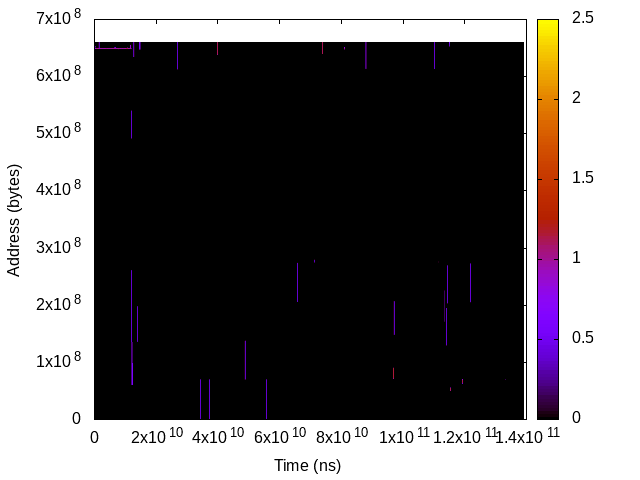 7x10 8
6x10 8
5x10 8
4x10 8
3x10 8
2x10 8
1x10 8
0
Address (bytes)
0 2x10 10 4x10 10 6x10 10 8x10 10 1x10 11 1.2x10 11 1.4x10 11
Time (ns)
2.5
2
1.5
1
0.5
0